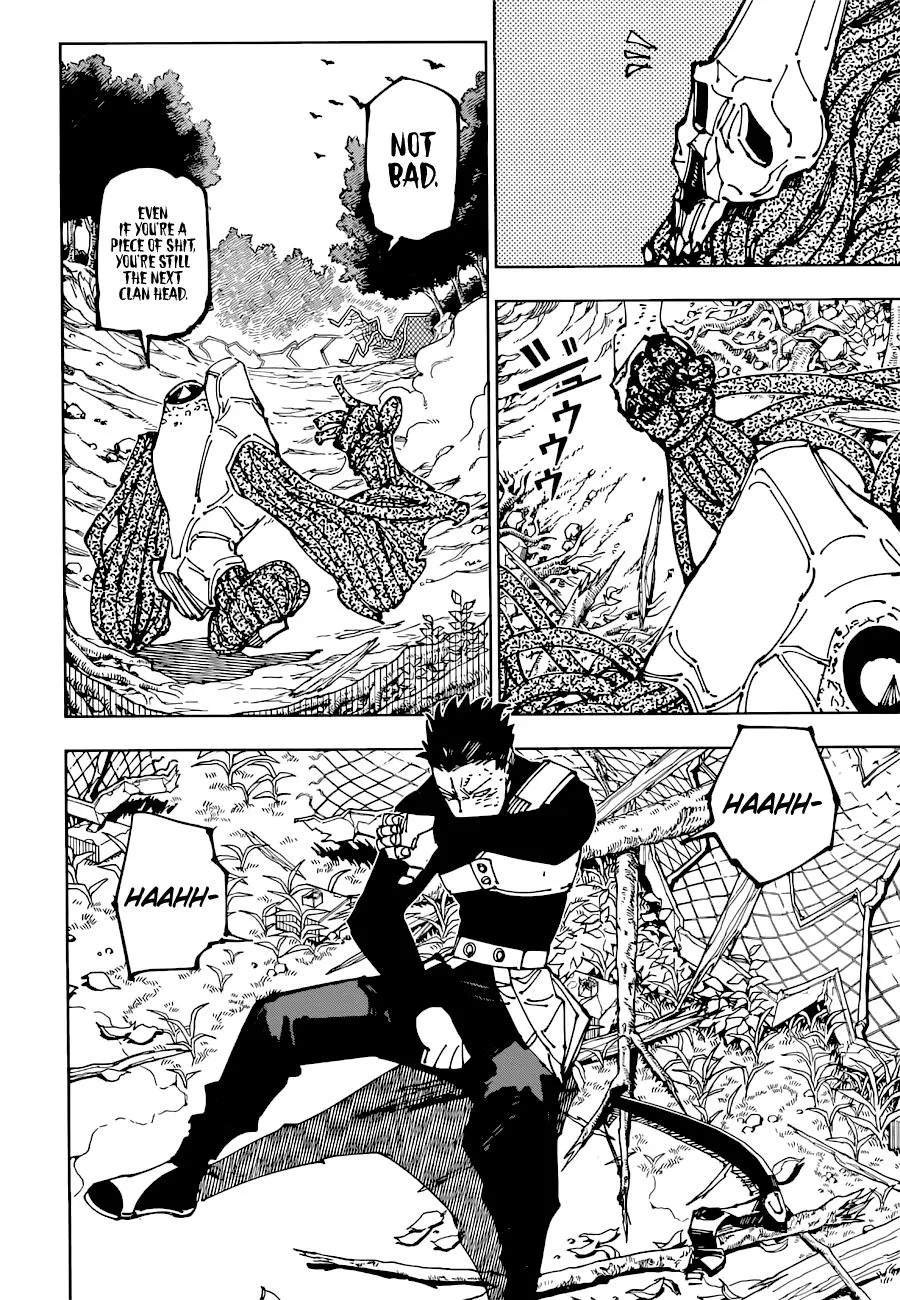 ギュウウウ
NOT
BAD.
EVEN
IF YOU'RE A
PIECE OF SHIT,
YOU'RE STILL
THE NEXT
CLAN HEAD.
HAAHH-
HAAHH-